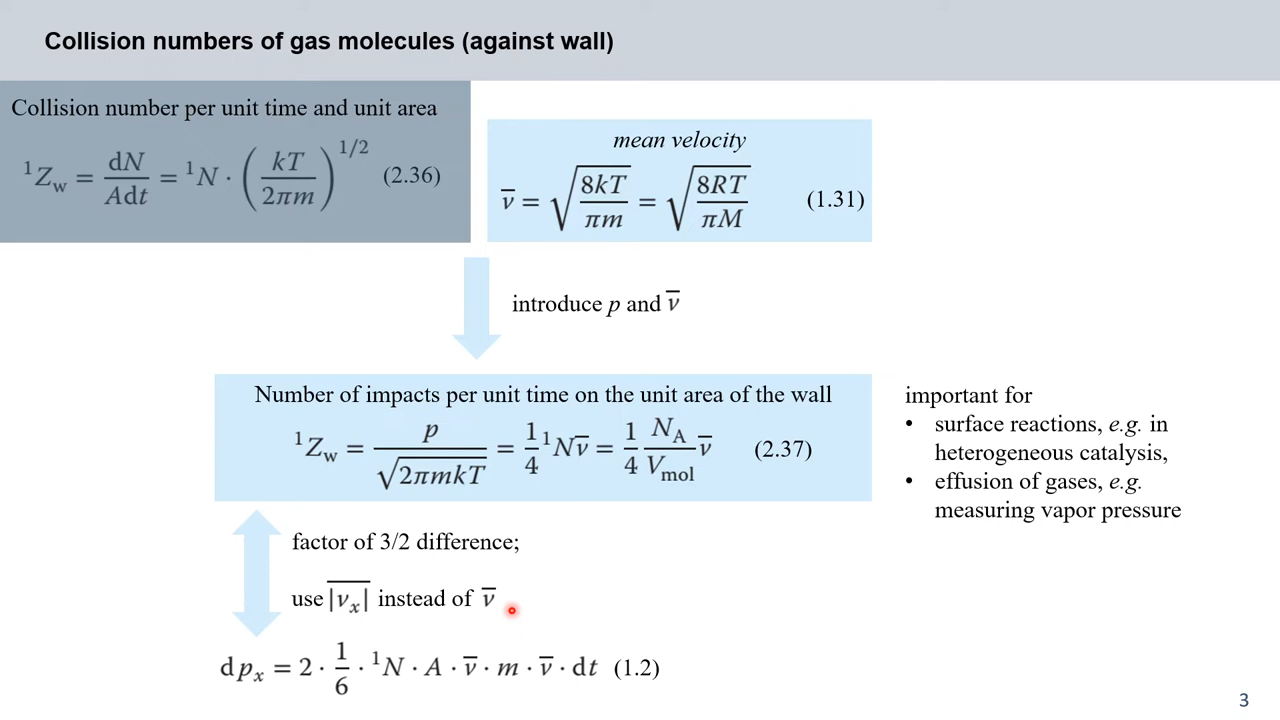 Collision numbers of gas molecules (against wall)
Collision number per unit time and unit area
¹Z_w = dN/Adt = ¹N · (kT/2πm)^1/2 (2.36)
mean velocity
ν̅ = √(8kT/πm) = √(8RT/πM) (1.31)
introduce p and ν̅
Number of impacts per unit time on the unit area of the wall
¹Z_w = p/√(2πmkT) = 1/4 ¹Nν̅ = 1/4 N_A/V_mol ν̅ (2.37)
important for
• surface reactions, e.g. in
heterogeneous catalysis,
• effusion of gases, e.g.
measuring vapor pressure
factor of 3/2 difference;
use |ν_x|̅ instead of ν̅
dp_x = 2 · 1/6 · ¹N · A · ν̅ · m · ν̅ · dt (1.2)
3